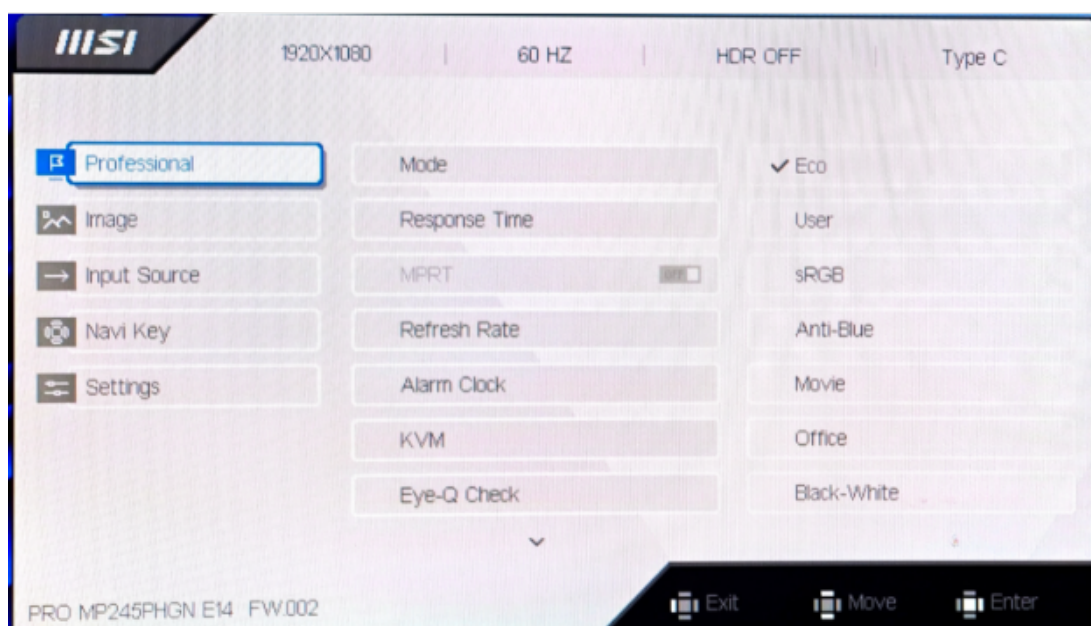 msi
1920X1080 60 HZ HDR OFF Type C
Professional Mode ✓ Eco
Image Response Time User
Input Source MPRT OFF sRGB
Navi Key Refresh Rate Anti-Blue
Settings Alarm Clock Movie
KVM Office
Eye-Q Check Black-White
PRO MP245PHGN E14 FW.002
Exit Move Enter